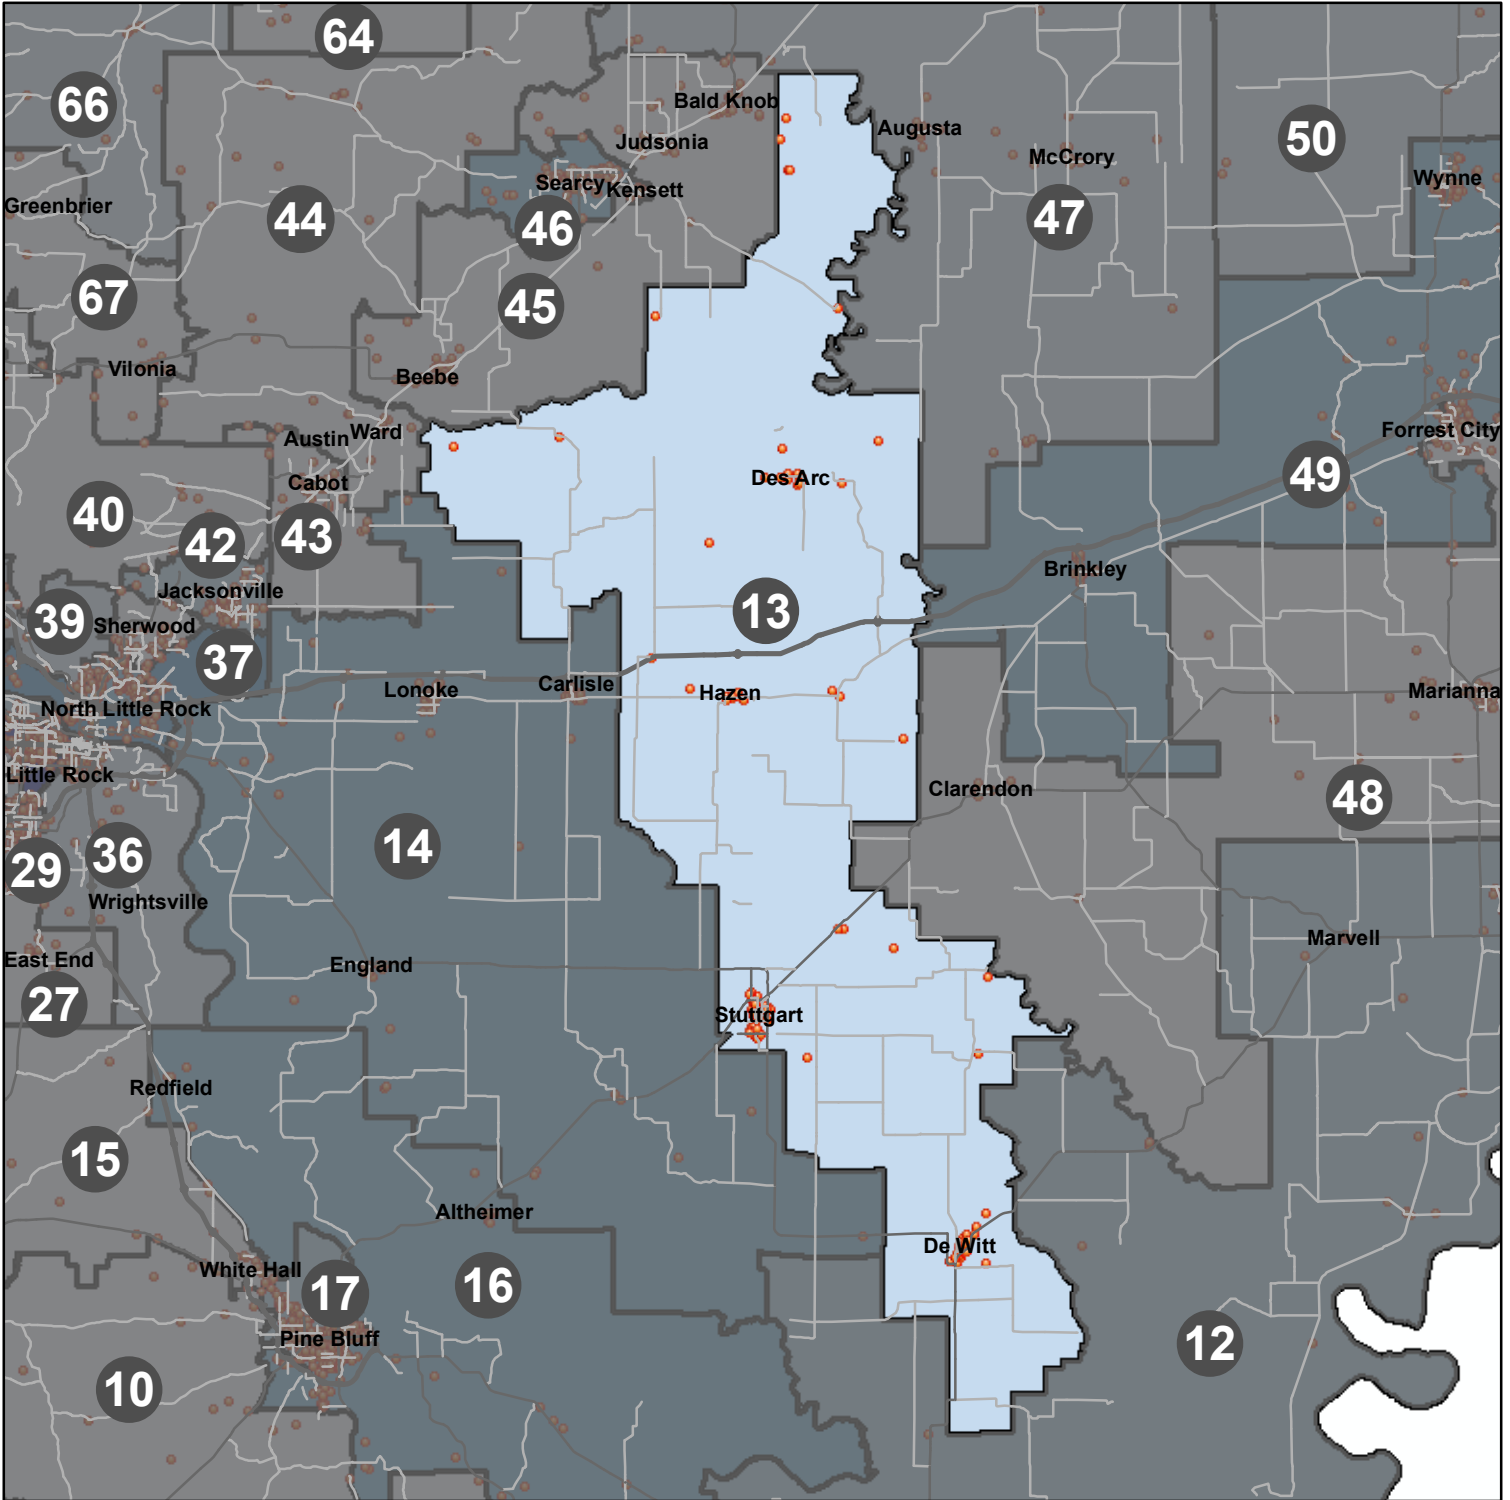 64
66
Bald Knob
Augusta
50
Judsonia
McCrory
Wynne
Searcy
Kensett
Greenbrier
44
46
47
67
45
Vilonia
Beebe
Austin
Ward
Forrest City
Des Arc
49
Cabot
40
42
43
Brinkley
Jacksonville
13
39
Sherwood
37
Lonoke
Carlisle
Hazen
Marianna
North Little Rock
Little Rock
Clarendon
48
14
36
29
Wrightsville
Marvell
East End
England
27
Stuttgart
Redfield
15
Altheimer
De Witt
White Hall
17
16
Pine Bluff
12
10